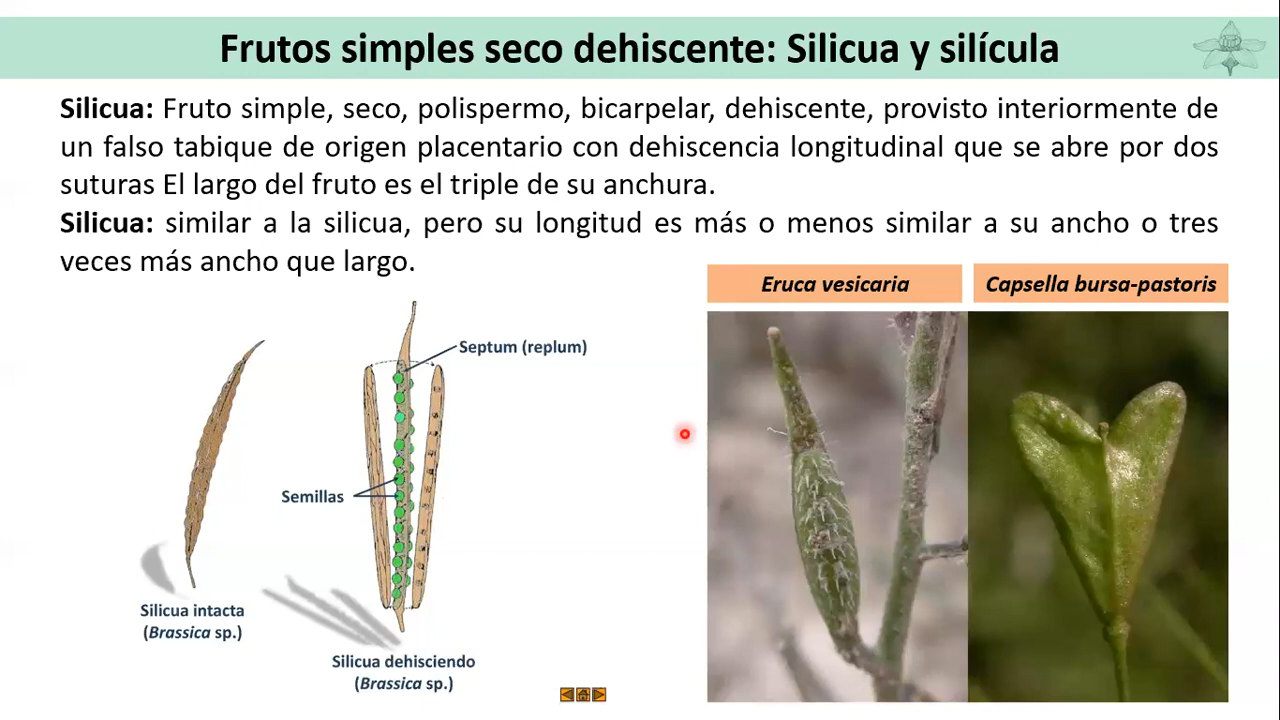 Frutos simples seco dehiscente: Silicua y silícula
Silicua: Fruto simple, seco, polispermo, bicarpelar, dehiscente, provisto interiormente de
un falso tabique de origen placentario con dehiscencia longitudinal que se abre por dos
suturas El largo del fruto es el triple de su anchura.
Silicua: similar a la silicua, pero su longitud es más o menos similar a su ancho o tres
veces más ancho que largo.
Eruca vesicaria
Capsella bursa-pastoris
Septum (replum)
Semillas
Silicua intacta
(Brassica sp.)
Silicua dehisciendo
(Brassica sp.)